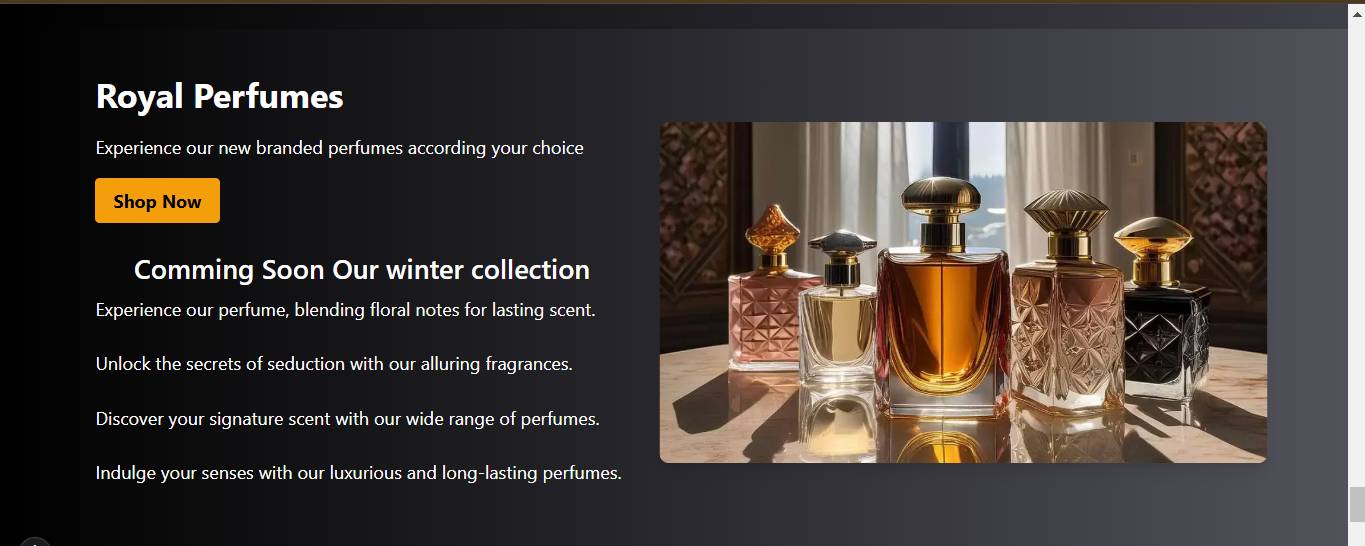 Royal Perfumes
Experience our new branded perfumes according your choice
Shop Now
Comming Soon Our winter collection
Experience our perfume, blending floral notes for lasting scent.
Unlock the secrets of seduction with our alluring fragrances.
Discover your signature scent with our wide range of perfumes.
Indulge your senses with our luxurious and long-lasting perfumes.